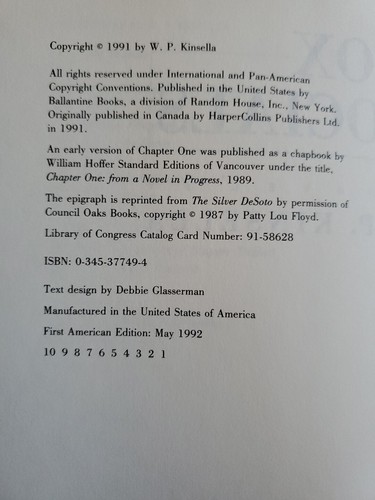 Copyright © 1991 by W. P. Kinsella
All rights reserved under International and Pan-American
Copyright Conventions. Published in the United States by
Ballantine Books, a division of Random House, Inc., New York.
Originally published in Canada by HarperCollins Publishers Ltd.
in 1991.
An early version of Chapter One was published as a chapbook by
William Hoffer Standard Editions of Vancouver under the title,
Chapter One: from a Novel in Progress, 1989.
The epigraph is reprinted from The Silver DeSoto by permission of
Council Oaks Books, copyright © 1987 by Patty Lou Floyd.
Library of Congress Catalog Card Number: 91-58628
ISBN: 0-345-37749-4
Text design by Debbie Glasserman
Manufactured in the United States of America
First American Edition: May 1992
10 9 8 7 6 5 4 3 2 1